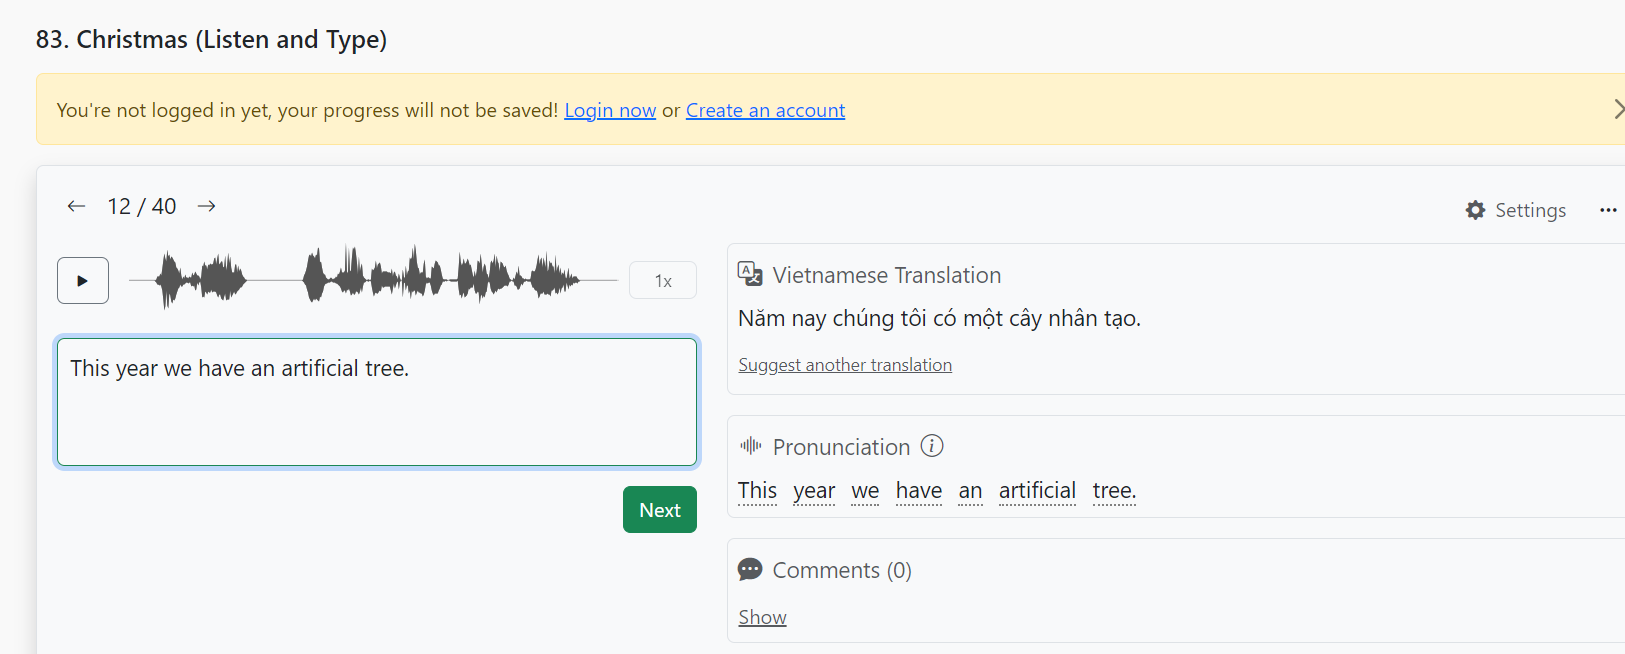 83. Christmas (Listen and Type)
You're not logged in yet, your progress will not be saved! Login now or Create an account
12 / 40
Settings
1x
This year we have an artificial tree.
Next
Vietnamese Translation
Năm nay chúng tôi có một cây nhân tạo.
Suggest another translation
Pronunciation
This year we have an artificial tree.
Comments (0)
Show